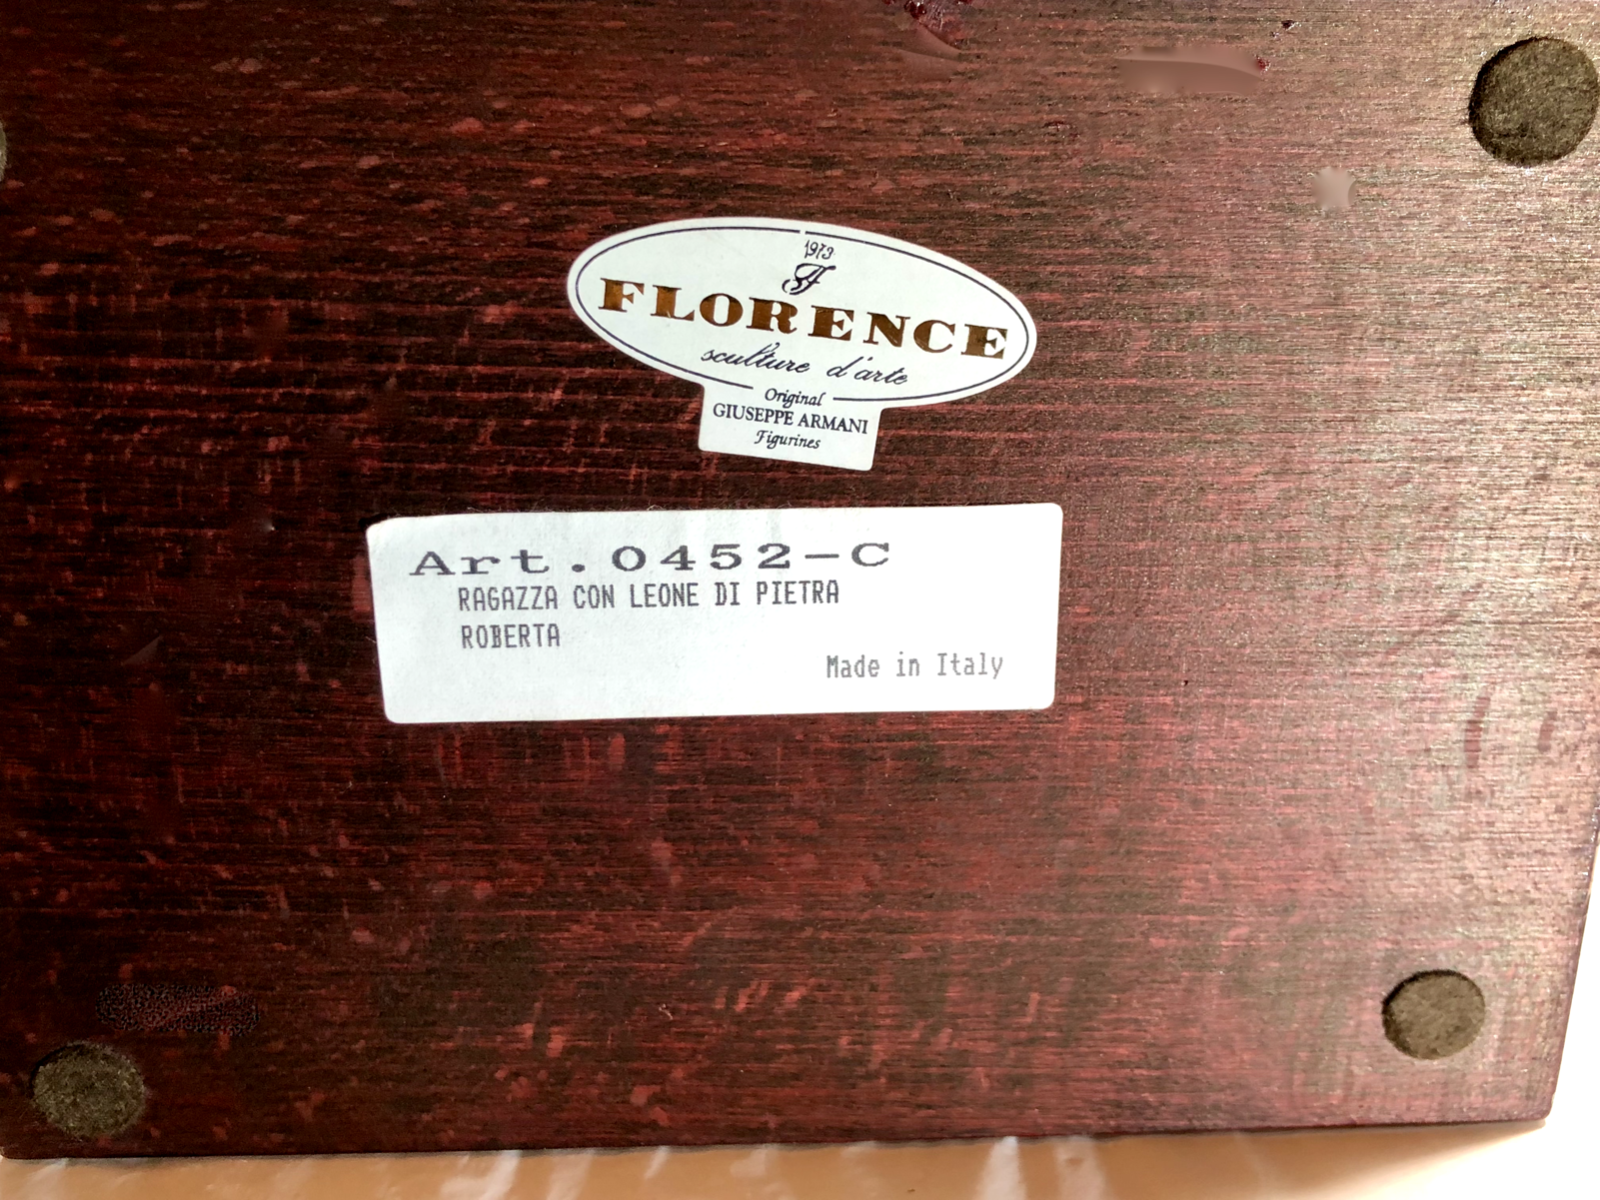 1973
FLORENCE
sculture d'arte
Original
GIUSEPPE ARMANI
Figurines
Art.0452-C
RAGAZZA CON LEONE DI PIETRA
ROBERTA
Made in Italy